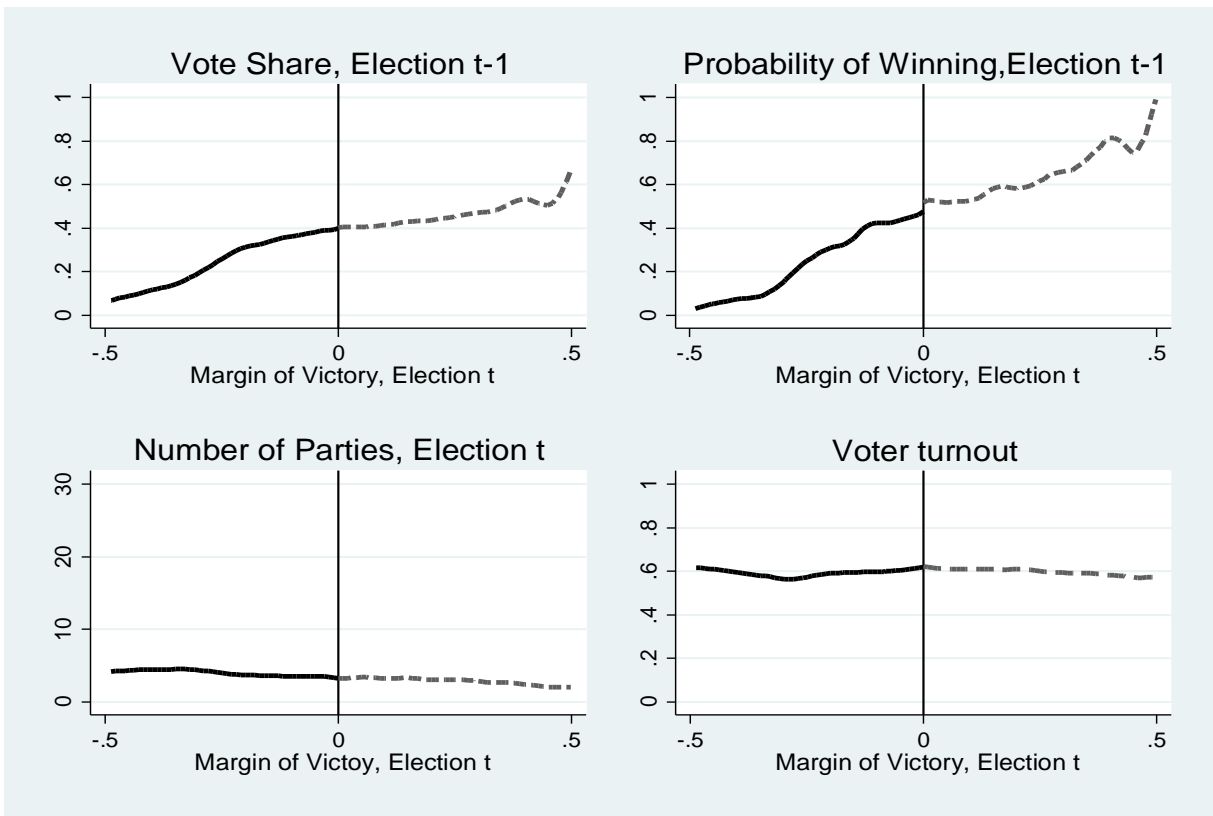 Vote Share, Election t-1
1
.8
.6
.4
.2
0
-.5 0 .5
Margin of Victory, Election t
Probability of Winning,Election t-1
1
.8
.6
.4
.2
0
-.5 0 .5
Margin of Victory, Election t
Number of Parties, Election t
30
20
10
0
-.5 0 .5
Margin of Victoy, Election t
Voter turnout
1
.8
.6
.4
.2
0
-.5 0 .5
Margin of Victory, Election t